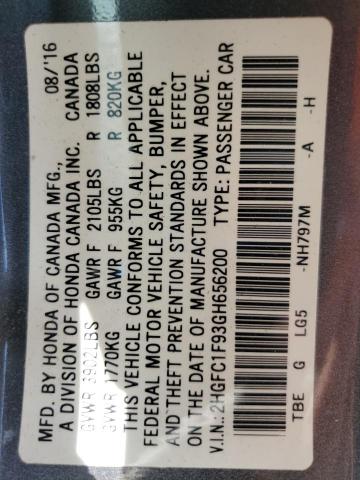 MFD. BY HONDA OF CANADA MFG., 08/'16
A DIVISION OF HONDA CANADA INC. CANADA
GVWR 3902LBS GAWR F 2105LBS R 1808LBS
GVWR 1770KG GAWR F 955KG R 820KG
THIS VEHICLE CONFORMS TO ALL APPLICABLE
FEDERAL MOTOR VEHICLE SAFETY, BUMPER,
AND THEFT PREVENTION STANDARDS IN EFFECT
ON THE DATE OF MANUFACTURE SHOWN ABOVE.
V.I.N.: 2HGFC1F93GH656200 TYPE: PASSENGER CAR
TBE G LG5 -NH797M -A -H